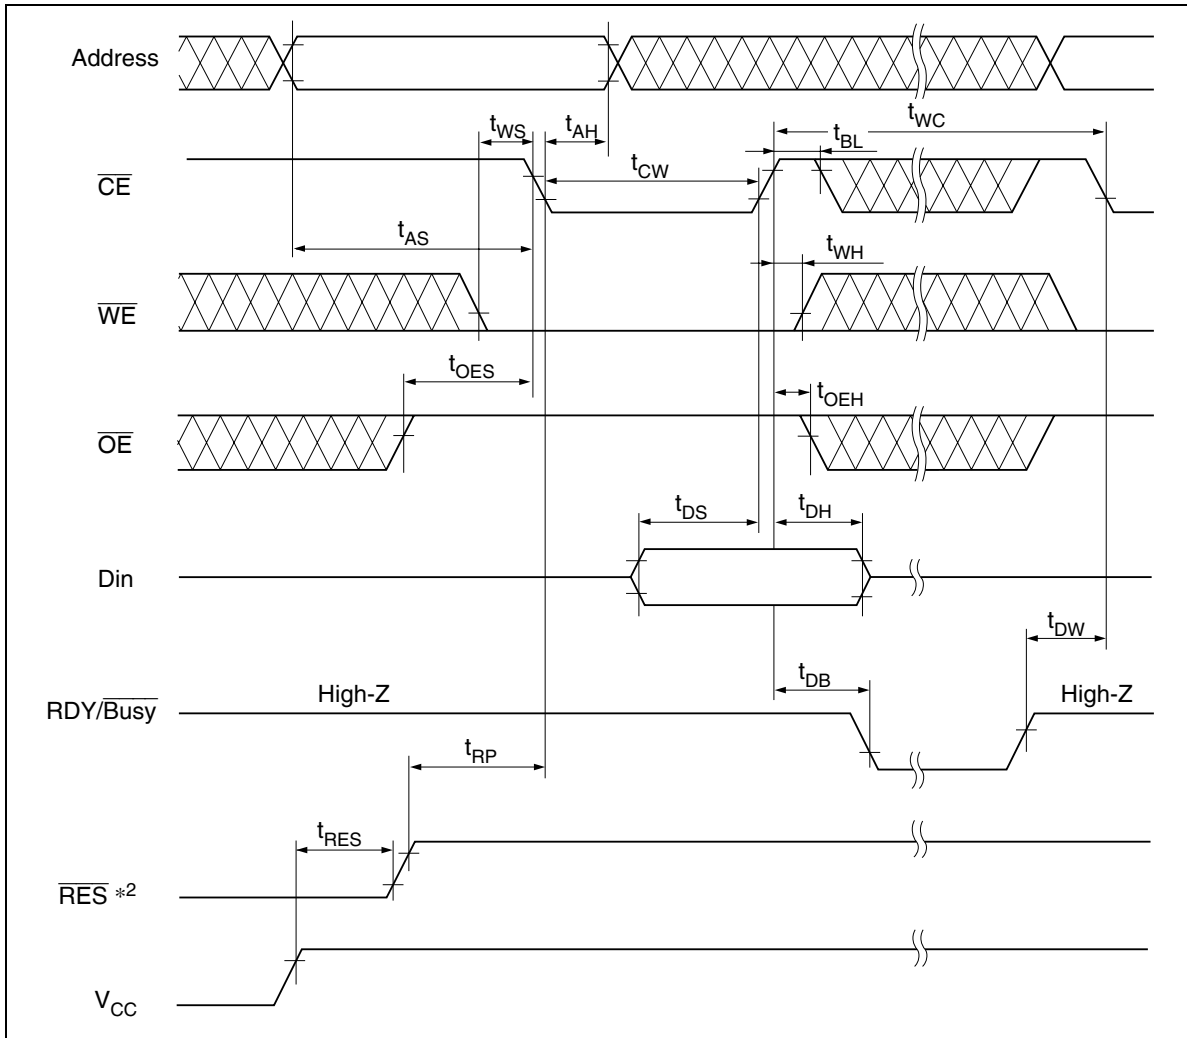 Address
tWS
tAH
tBL
tWC
CE
tCW
tAS
tWH
WE
tOES
tOEH
OE
tDS
tDH
Din
tDW
tDB
High-Z
High-Z
RDY/Busy
tRP
tRES
RES *2
VCC